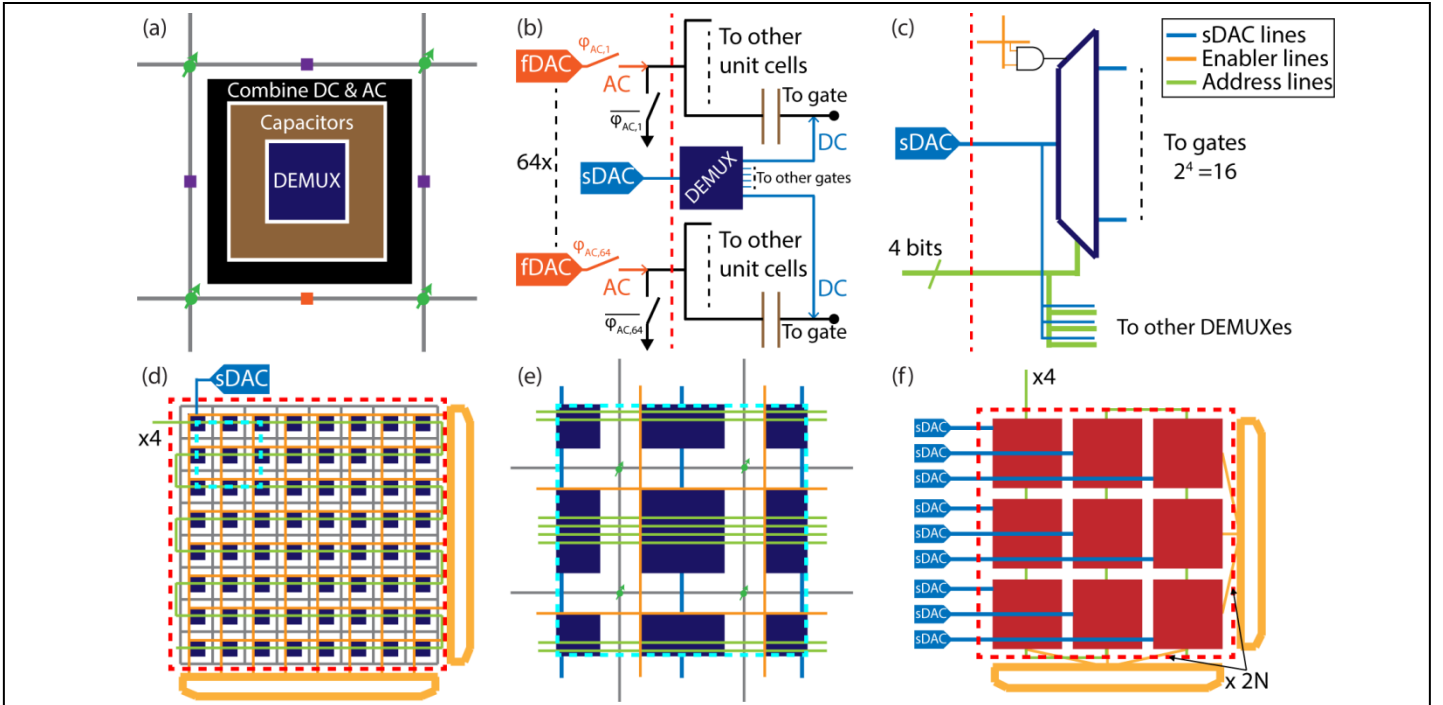 (a)
Combine DC & AC
Capacitors
DEMUX
(b)
φAC,1
fDAC
AC
To other
unit cells
To gate
φAC,1
DC
64x
sDAC
DEMUX
To other gates
φAC,64
fDAC
AC
To other
unit cells
DC
φAC,64
To gate
(c)
sDAC lines
Enabler lines
Address lines
sDAC
To gates
2⁴ =16
4 bits
To other DEMUXes
(d)
sDAC
x4
(e)
(f)
x4
sDAC
sDAC
sDAC
sDAC
sDAC
sDAC
sDAC
sDAC
sDAC
x 2N